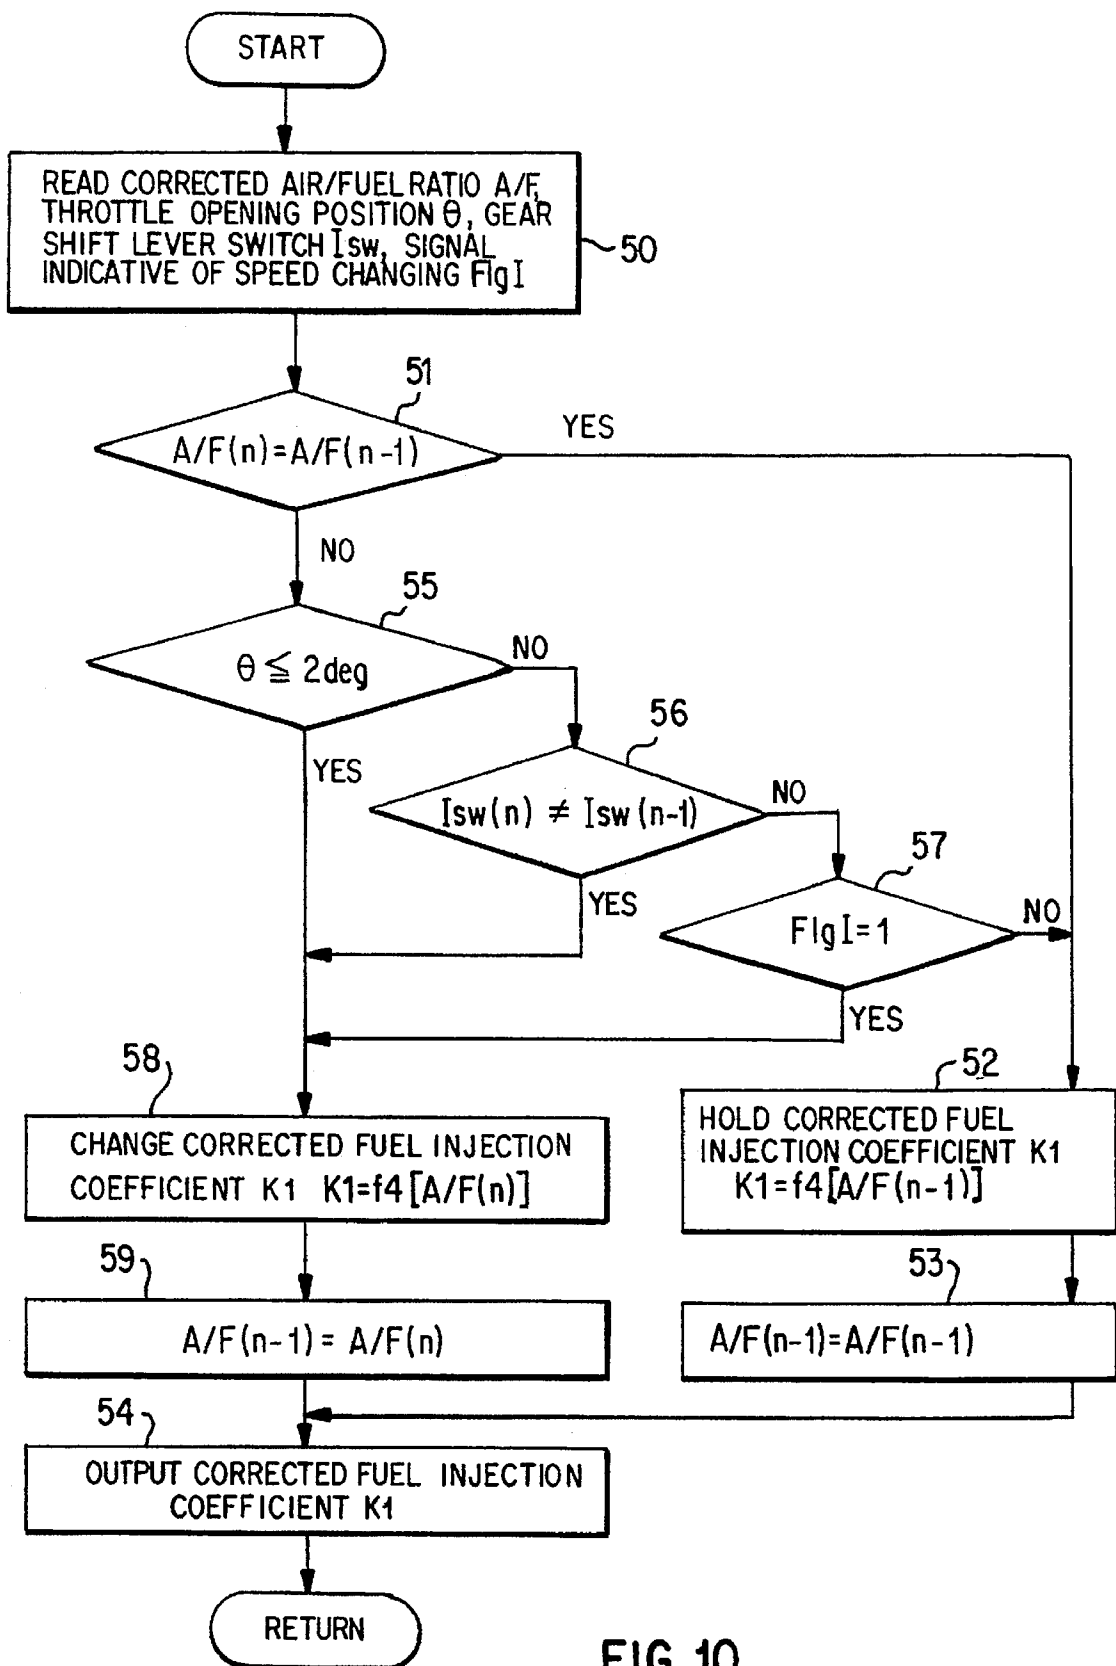 START
READ CORRECTED AIR/FUEL RATIO A/F,
THROTTLE OPENING POSITION θ, GEAR
SHIFT LEVER SWITCH Isw, SIGNAL
INDICATIVE OF SPEED CHANGING FlgI
50
51
A/F(n)=A/F(n-1)
YES
NO
55
θ ≦ 2deg
NO
YES
56
Isw(n) ≠ Isw(n-1)
NO
YES
57
FlgI=1
NO
YES
58
CHANGE CORRECTED FUEL INJECTION
COEFFICIENT K1 K1=f4[A/F(n)]
52
HOLD CORRECTED FUEL
INJECTION COEFFICIENT K1
K1=f4[A/F(n-1)]
59
A/F(n-1)= A/F(n)
53
A/F(n-1)=A/F(n-1)
54
OUTPUT CORRECTED FUEL INJECTION
COEFFICIENT K1
RETURN
FIG. 10